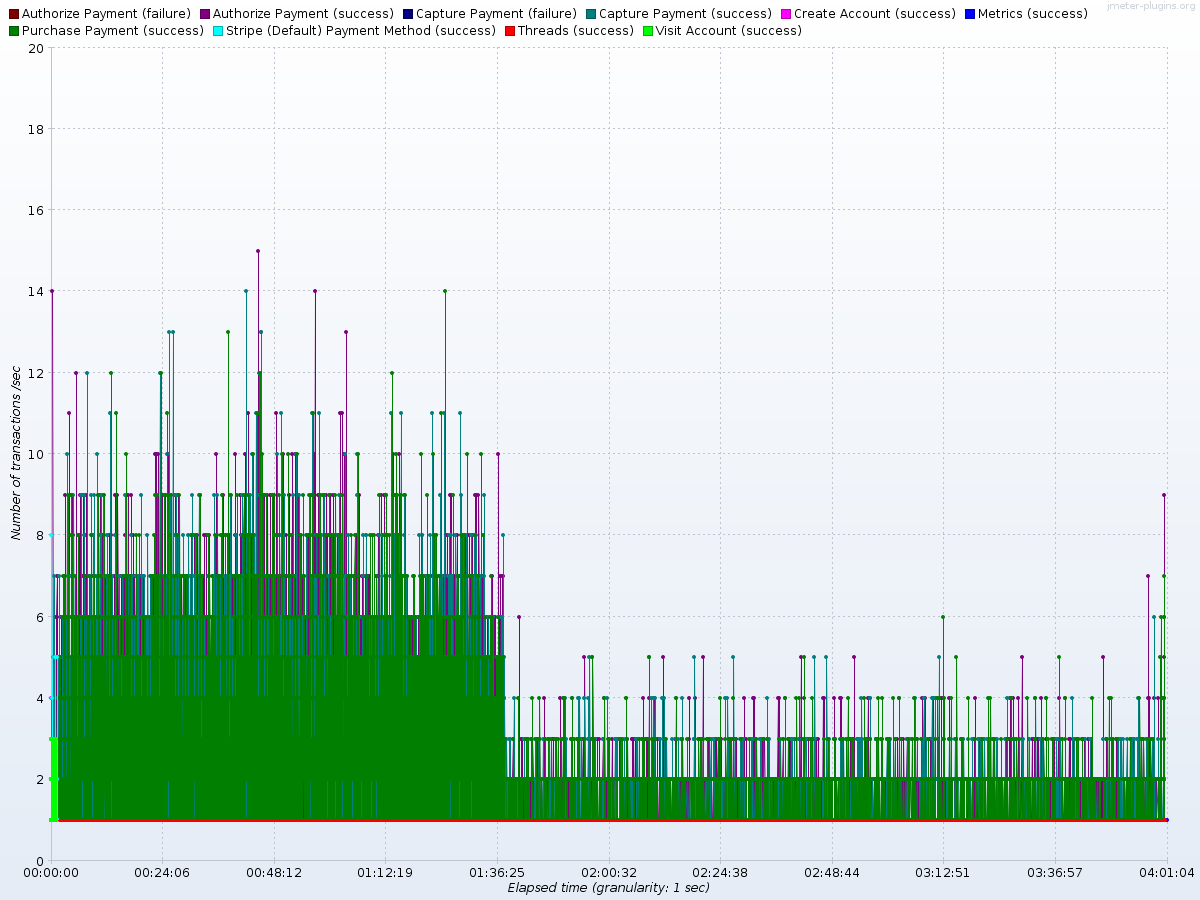 Authorize Payment (failure) Authorize Payment (success) Capture Payment (failure) Capture Payment (success) Create Account (success) Metrics (success)
jmeter-plugins.org
Purchase Payment (success) Stripe (Default) Payment Method (success) Threads (success) Visit Account (success)
20
18
16
14
12
10
8
6
4
2
0
Number of transactions /sec
00:00:00 00:24:06 00:48:12 01:12:19 01:36:25 02:00:32 02:24:38 02:48:44 03:12:51 03:36:57 04:01:04
Elapsed time (granularity: 1 sec)